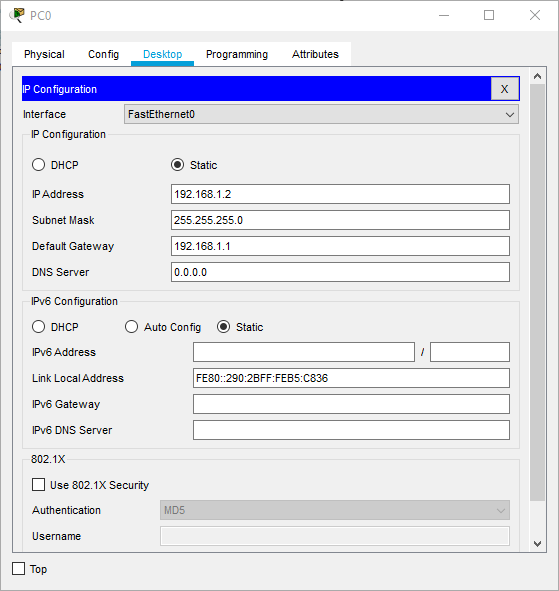 PC0
Physical Config Desktop Programming Attributes
IP Configuration X
Interface FastEthernet0
IP Configuration
DHCP Static
IP Address 192.168.1.2
Subnet Mask 255.255.255.0
Default Gateway 192.168.1.1
DNS Server 0.0.0.0
IPv6 Configuration
DHCP Auto Config Static
IPv6 Address /
Link Local Address FE80::290:2BFF:FEB5:C836
IPv6 Gateway
IPv6 DNS Server
802.1X
Use 802.1X Security
Authentication MD5
Username
Top